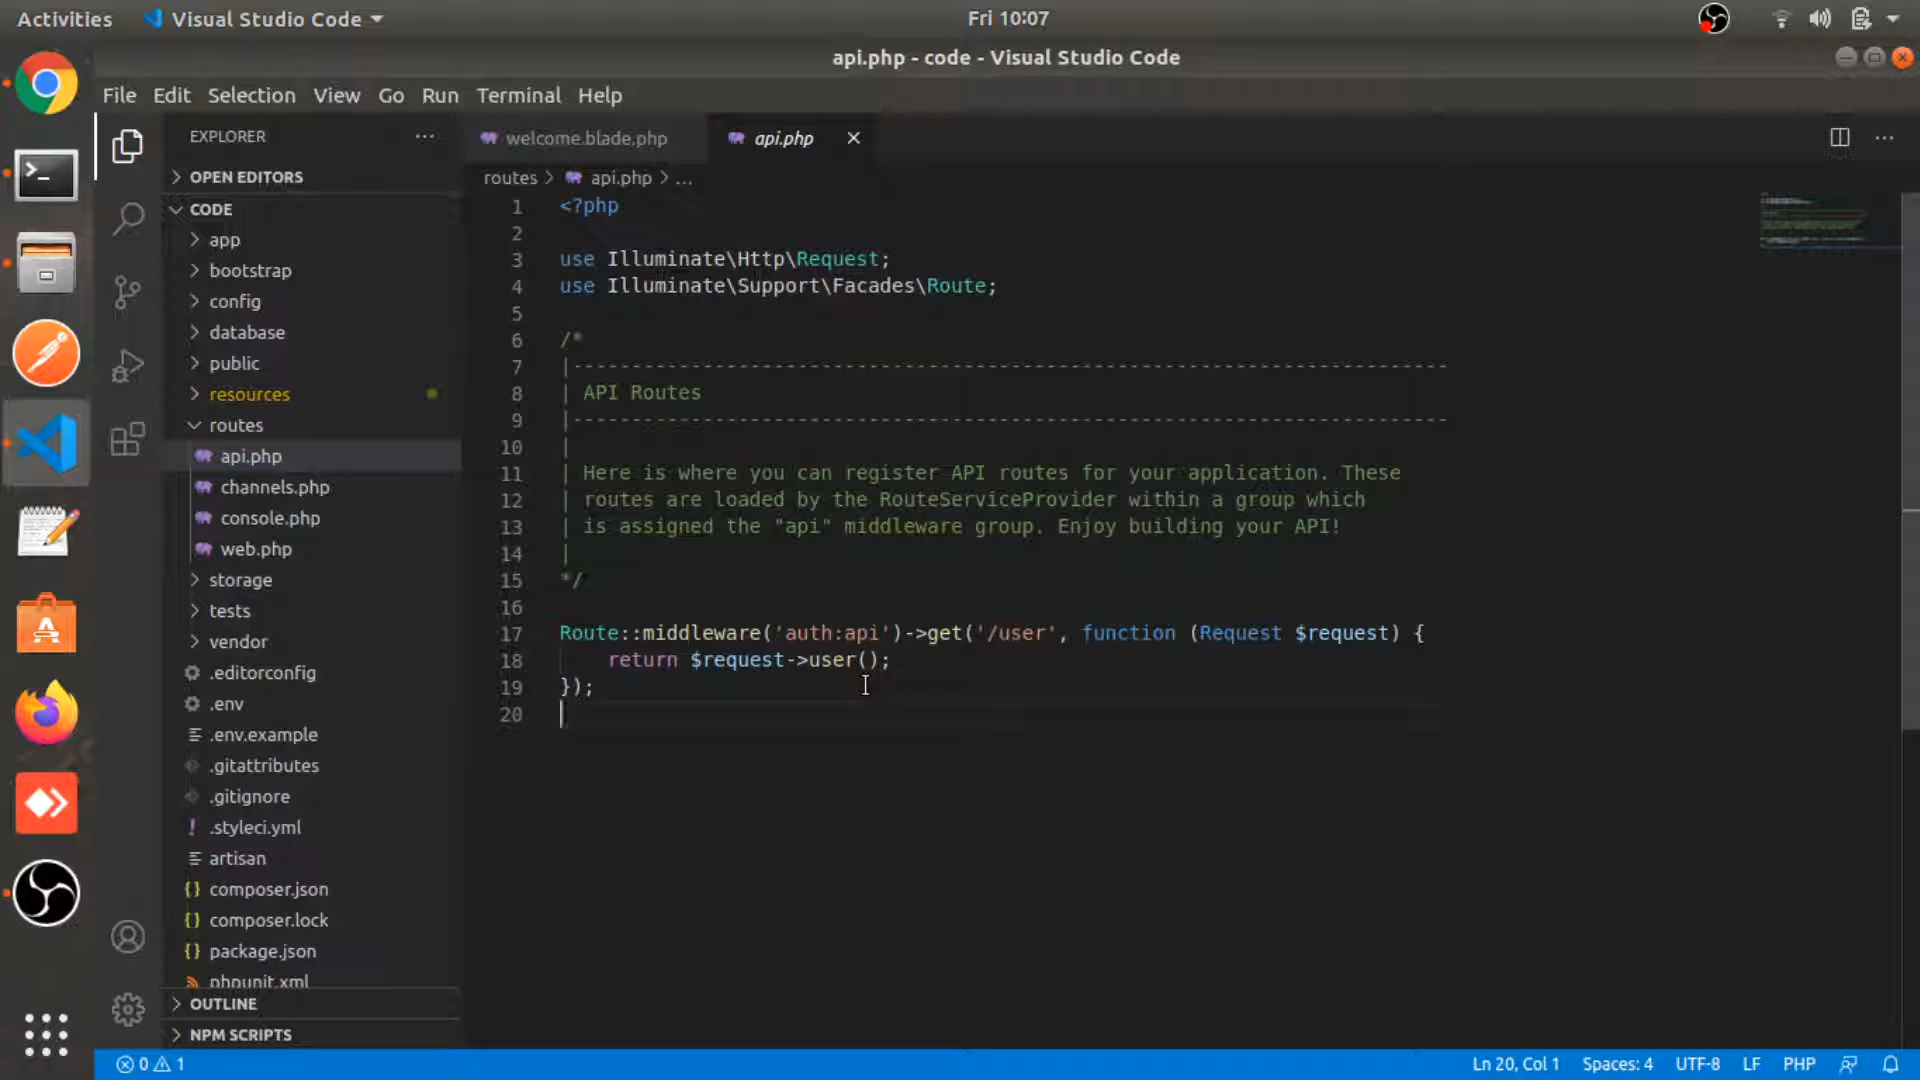 Activities
Visual Studio Code
Fri 10:07
api.php - code - Visual Studio Code
File Edit Selection View Go Run Terminal Help
EXPLORER
OPEN EDITORS
CODE
app
bootstrap
config
database
public
resources
routes
api.php
channels.php
console.php
web.php
storage
tests
vendor
.editorconfig
.env
.env.example
.gitattributes
.gitignore
.styleci.yml
artisan
{} composer.json
{} composer.lock
{} package.json
phpunit.xml
OUTLINE
NPM SCRIPTS
welcome.blade.php
api.php
routes > api.php > ...
1 <?php
2
3 use Illuminate\Http\Request;
4 use Illuminate\Support\Facades\Route;
5
6 /*
7 |--------------------------------------------------------------------------
8 | API Routes
9 |--------------------------------------------------------------------------
10 |
11 | Here is where you can register API routes for your application. These
12 | routes are loaded by the RouteServiceProvider within a group which
13 | is assigned the "api" middleware group. Enjoy building your API!
14 |
15 */
16
17 Route::middleware('auth:api')->get('/user', function (Request $request) {
18 return $request->user();
19 });
20
0 1
Ln 20, Col 1 Spaces: 4 UTF-8 LF PHP